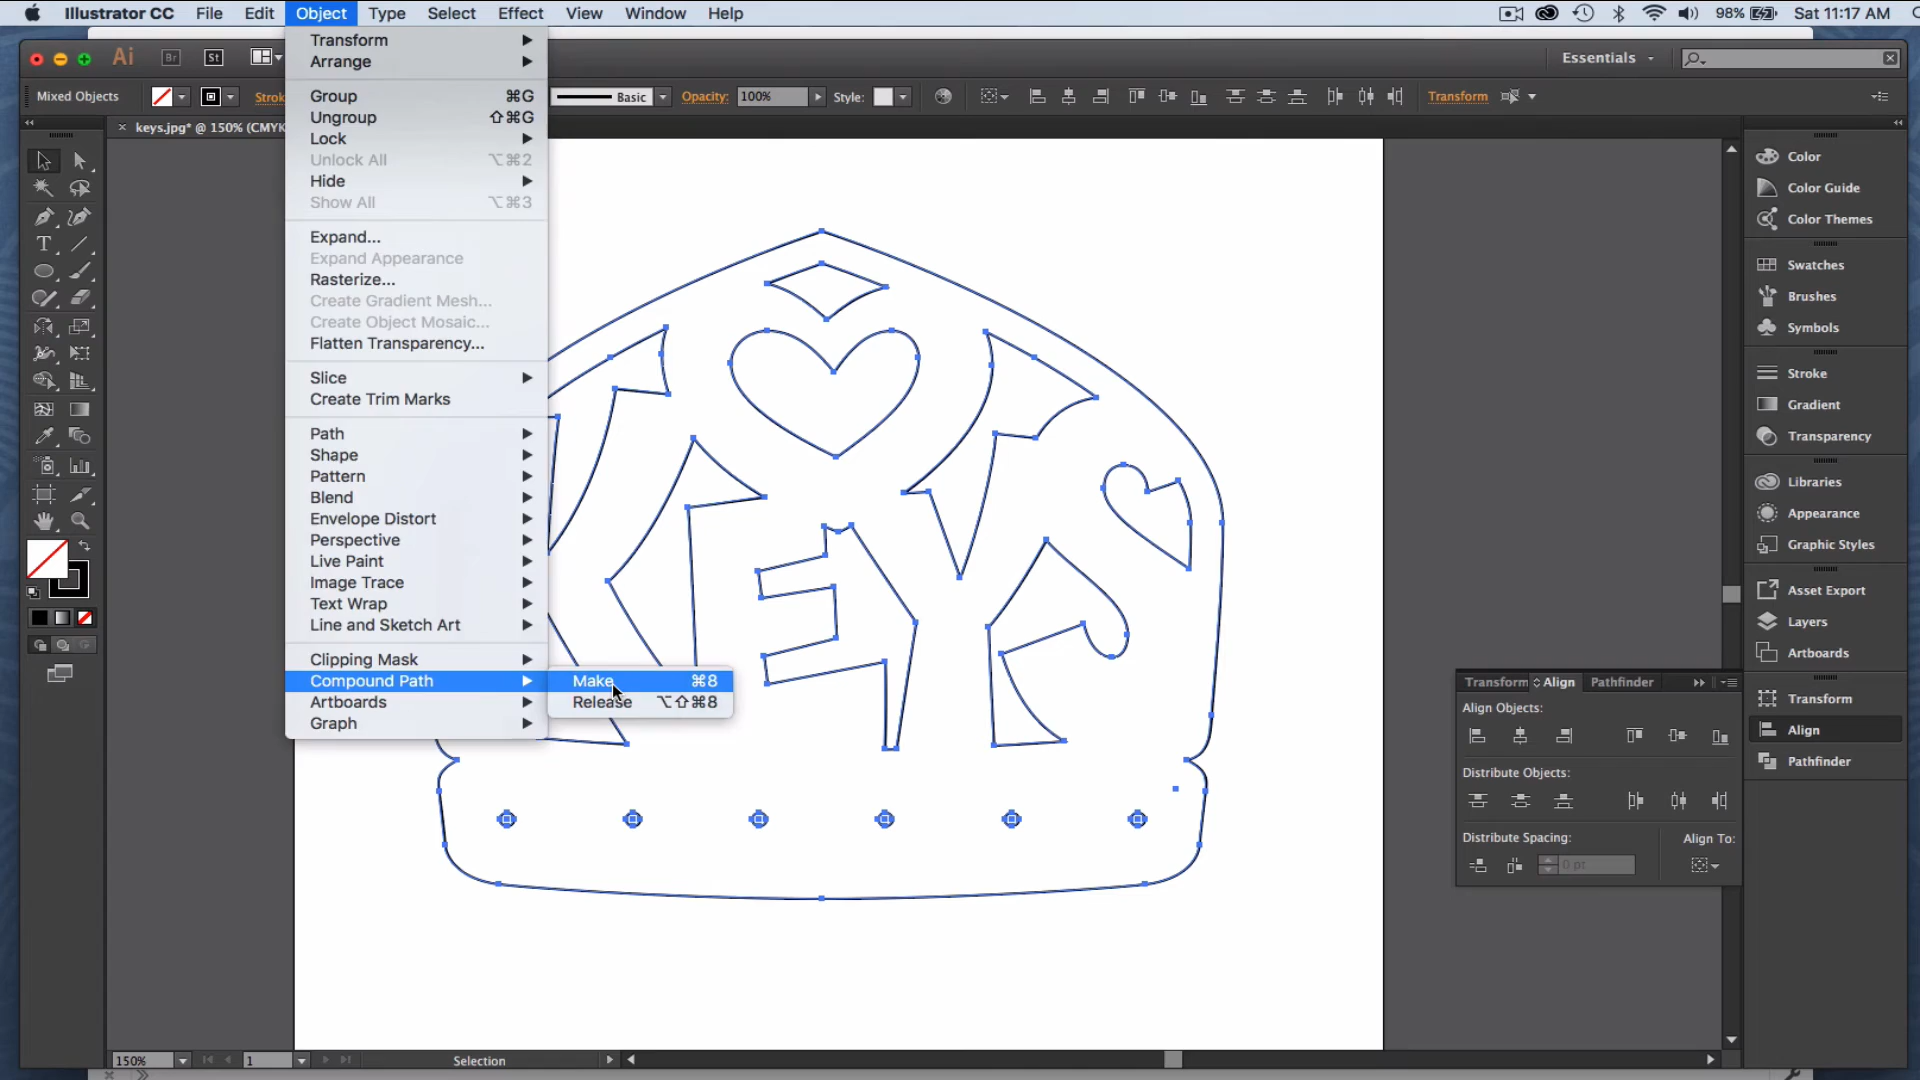 Illustrator CC File Edit Object Type Select Effect View Window Help 98% Sat 11:17 AM
Ai Br St Essentials
Mixed Objects Strok Basic Opacity: 100% Style: Transform
× keys.jpg* @ 150% (CMYK
Transform
Arrange
Group ⌘G
Ungroup ⇧⌘G
Lock
Unlock All ⌥⌘2
Hide
Show All ⌥⌘3
Expand...
Expand Appearance
Rasterize...
Create Gradient Mesh...
Create Object Mosaic...
Flatten Transparency...
Slice
Create Trim Marks
Path
Shape
Pattern
Blend
Envelope Distort
Perspective
Live Paint
Image Trace
Text Wrap
Line and Sketch Art
Clipping Mask
Compound Path
Artboards
Graph
Make ⌘8
Release ⌥⇧⌘8
Color
Color Guide
Color Themes
Swatches
Brushes
Symbols
Stroke
Gradient
Transparency
Libraries
Appearance
Graphic Styles
Asset Export
Layers
Artboards
Transform
Align
Pathfinder
Transform Align Pathfinder
Align Objects:
Distribute Objects:
Distribute Spacing: Align To:
0 pt
150% 1 Selection